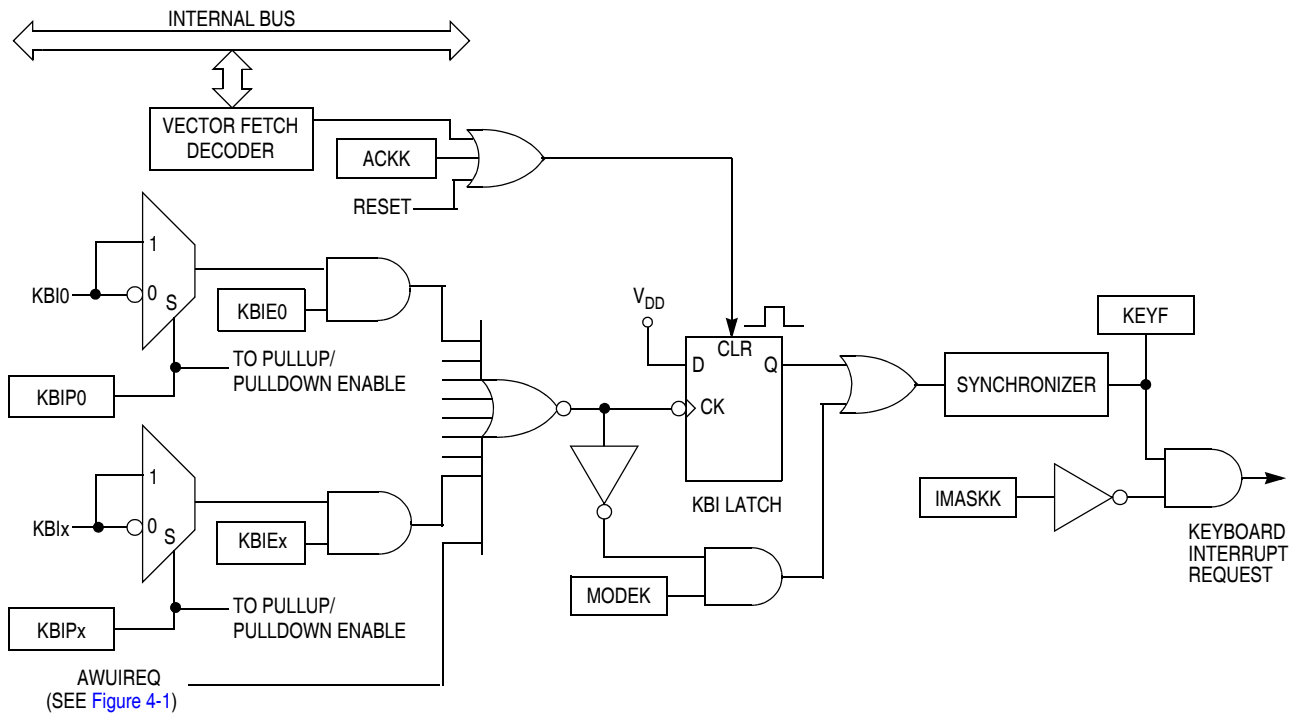 INTERNAL BUS
VECTOR FETCH
DECODER
ACKK
RESET
1
KBI0
0
S
KBIE0
TO PULLUP/
PULLDOWN ENABLE
KBIP0
VDD
CLR
D
Q
CK
KBI LATCH
KEYF
SYNCHRONIZER
1
KBIx
0
S
KBIEx
TO PULLUP/
PULLDOWN ENABLE
KBIPx
MODEK
IMASKK
KEYBOARD
INTERRUPT
REQUEST
AWUIREQ
(SEE Figure 4-1)